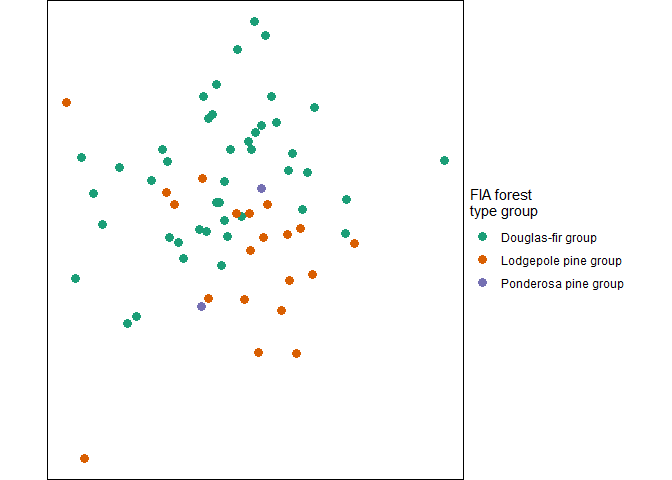 FIA forest
type group
Douglas-fir group
Lodgepole pine group
Ponderosa pine group